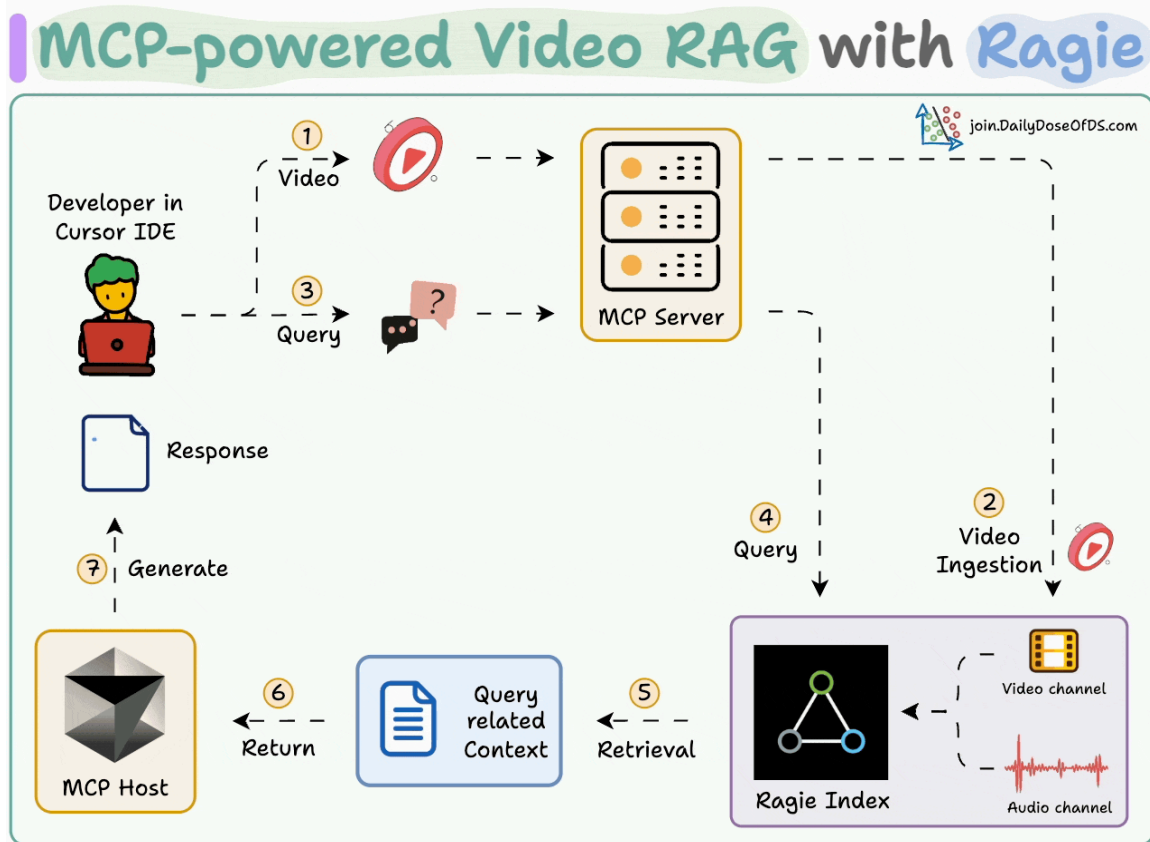 MCP-powered Video RAG with Ragie
join.DailyDoseOfDS.com
1
Video
Developer in
Cursor IDE
3
Query
?
MCP Server
Response
7
Generate
4
Query
2
Video
Ingestion
MCP Host
6
Return
Query
related
Context
5
Retrieval
Ragie Index
Video channel
Audio channel